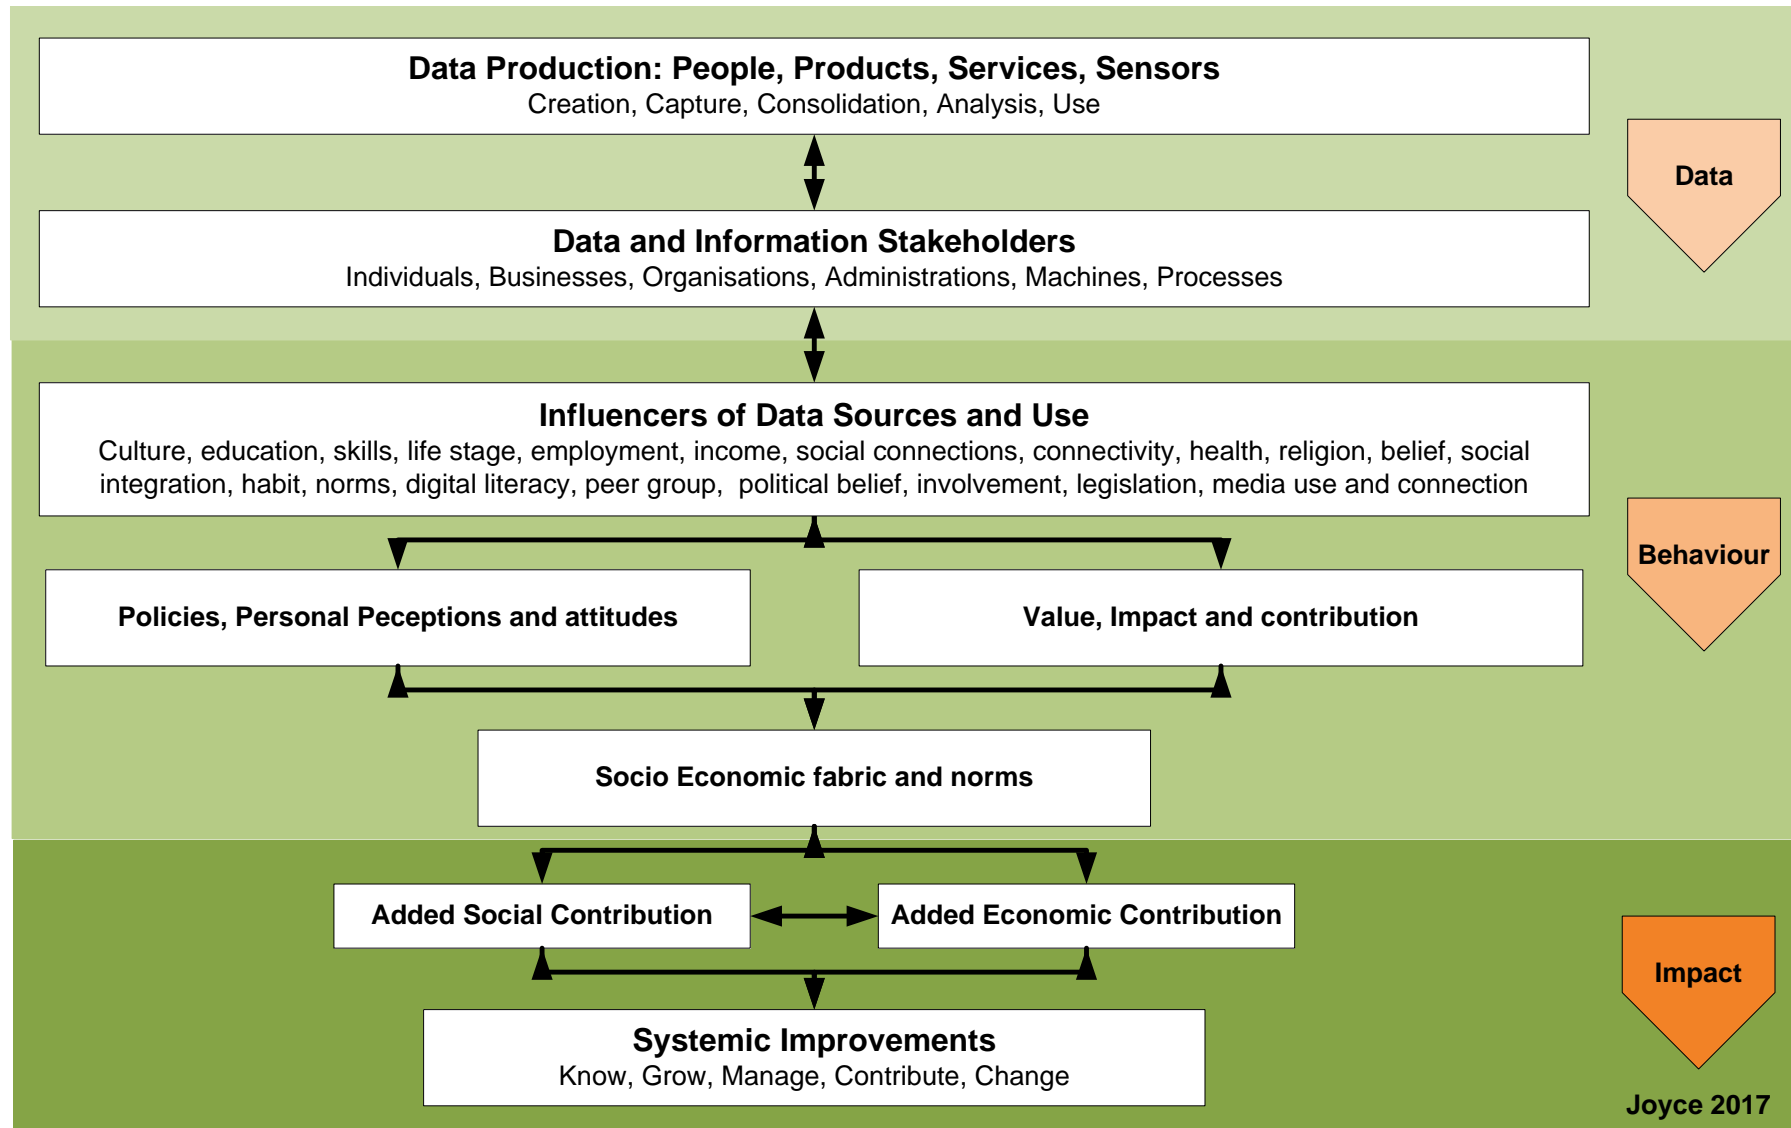 Data Production: People, Products, Services, Sensors
Creation, Capture, Consolidation, Analysis, Use
Data
Data and Information Stakeholders
Individuals, Businesses, Organisations, Administrations, Machines, Processes
Influencers of Data Sources and Use
Culture, education, skills, life stage, employment, income, social connections, connectivity, health, religion, belief, social
integration, habit, norms, digital literacy, peer group,  political belief, involvement, legislation, media use and connection
Behaviour
Policies, Personal Perceptions and attitudes
Value, Impact and contribution
Socio Economic fabric and norms
Added Social Contribution
Added Economic Contribution
Impact
Systemic Improvements
Know, Grow, Manage, Contribute, Change
Joyce 2017